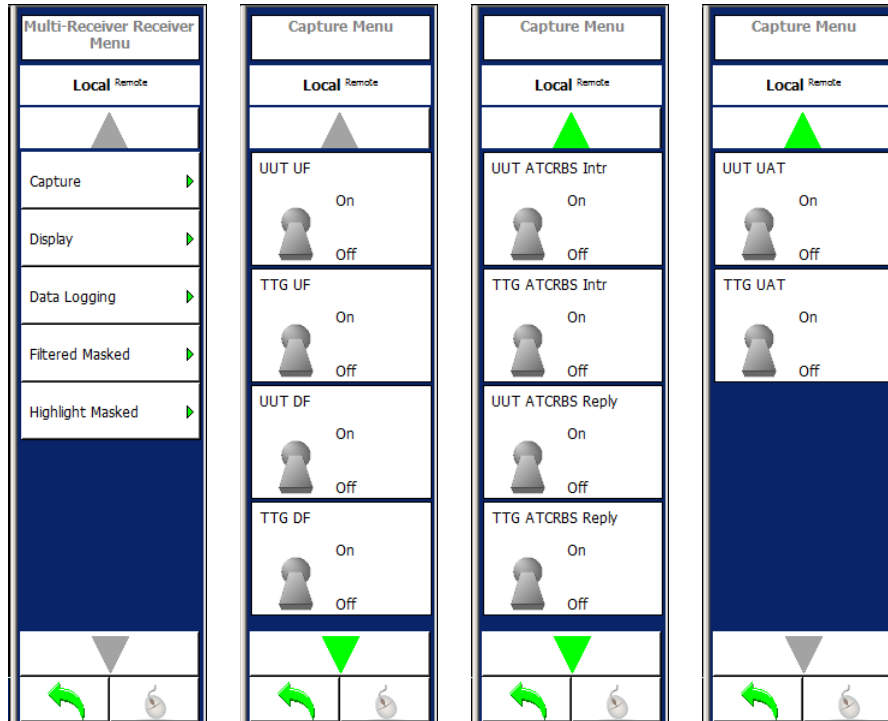 Multi-Receiver Receiver
Menu
Local Remote
Capture
Display
Data Logging
Filtered Masked
Highlight Masked
Capture Menu
Local Remote
UUT UF
On
Off
TTG UF
On
Off
UUT DF
On
Off
TTG DF
On
Off
Capture Menu
Local Remote
UUT ATCRBS Intr
On
Off
TTG ATCRBS Intr
On
Off
UUT ATCRBS Reply
On
Off
TTG ATCRBS Reply
On
Off
Capture Menu
Local Remote
UUT UAT
On
Off
TTG UAT
On
Off